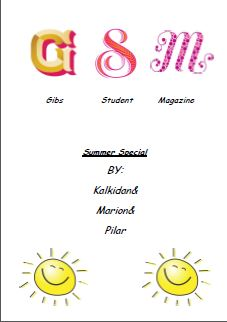 G S M
Gibs Student Magazine
Summer Special
BY:
Kalkidan&
Marion&
Pilar